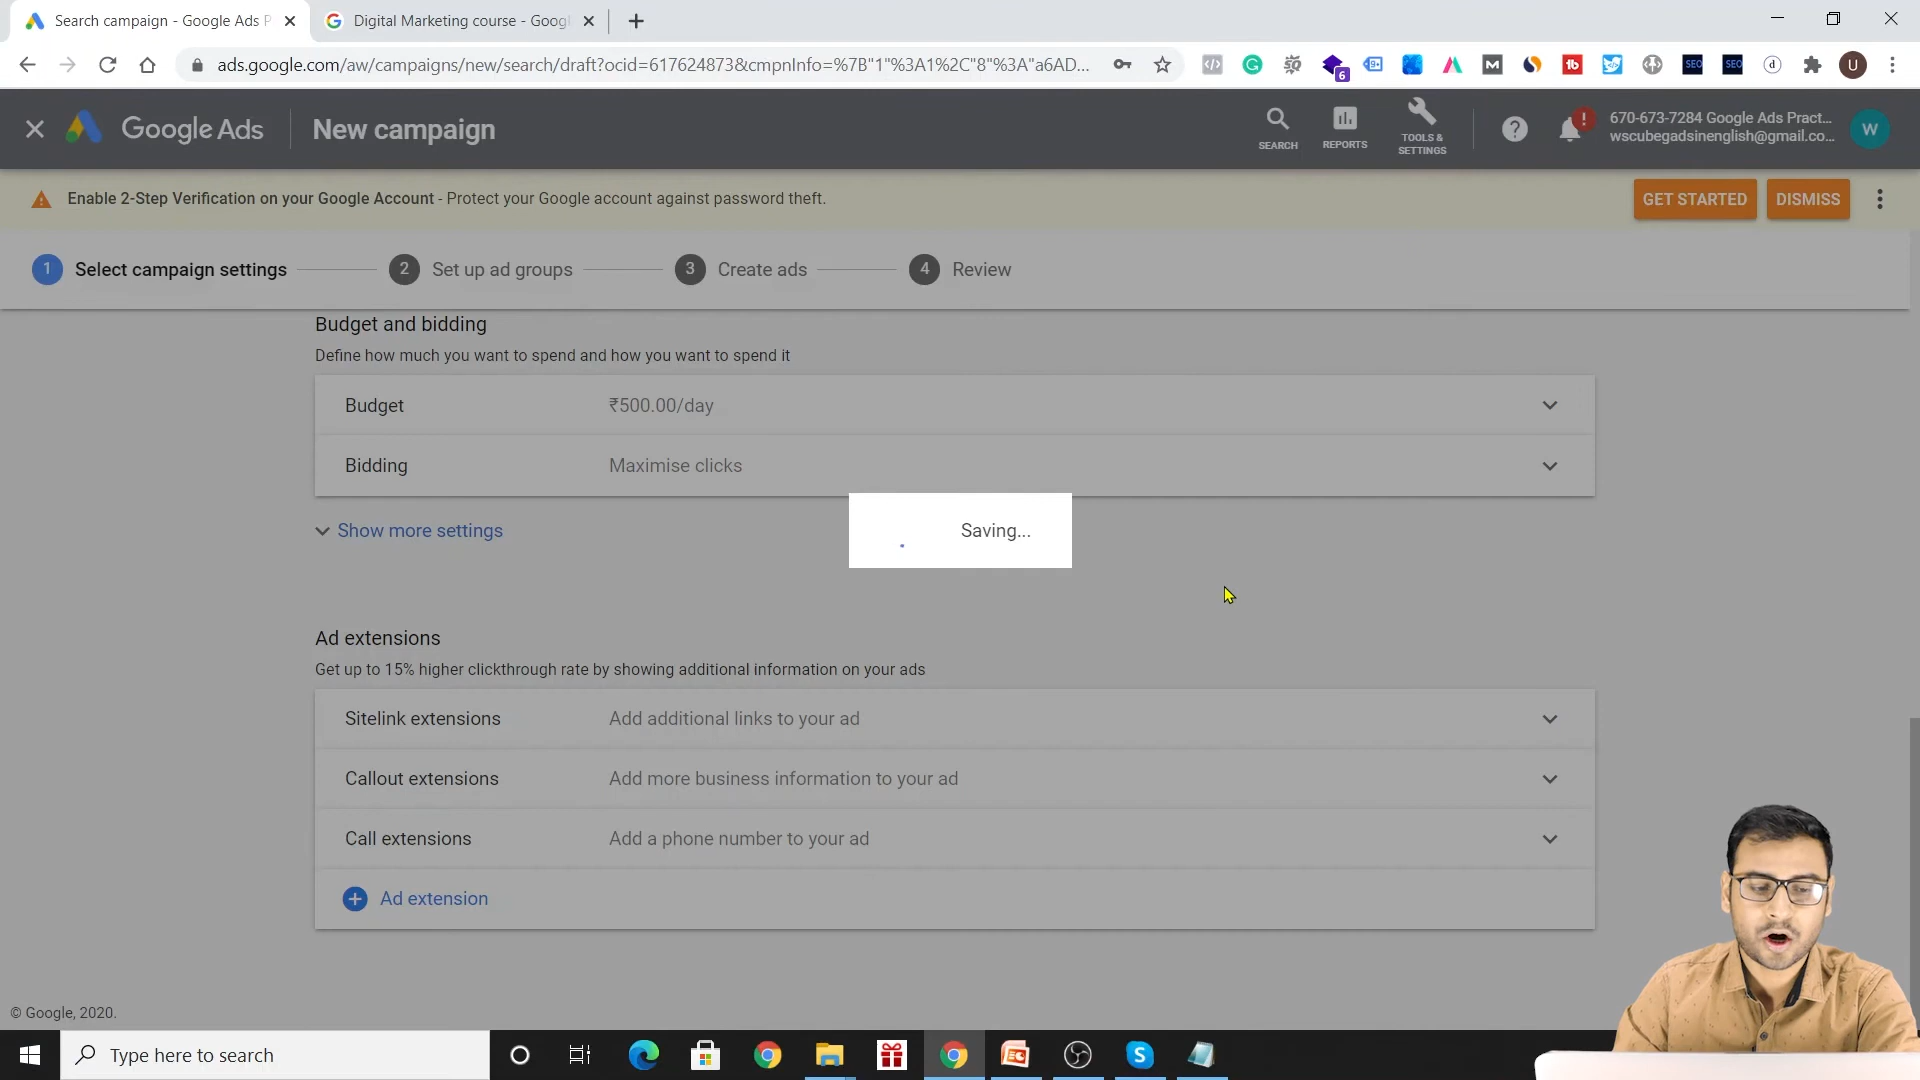 Search campaign - Google Ads P
Digital Marketing course - Googl
ads.google.com/aw/campaigns/new/search/draft?ocid=617624873&cmpnInfo=%7B"1"%3A1%2C"8"%3A"a6AD...
6
SEO
SEO
U
Google Ads
New campaign
SEARCH
REPORTS
TOOLS & SETTINGS
670-673-7284 Google Ads Pract...
wscubegadsinenglish@gmail.co...
W
Enable 2-Step Verification on your Google Account - Protect your Google account against password theft.
GET STARTED
DISMISS
1 Select campaign settings
2 Set up ad groups
3 Create ads
4 Review
Budget and bidding
Define how much you want to spend and how you want to spend it
Budget ₹500.00/day
Bidding Maximise clicks
Show more settings
Saving...
Ad extensions
Get up to 15% higher clickthrough rate by showing additional information on your ads
Sitelink extensions Add additional links to your ad
Callout extensions Add more business information to your ad
Call extensions Add a phone number to your ad
Ad extension
© Google, 2020.
Type here to search